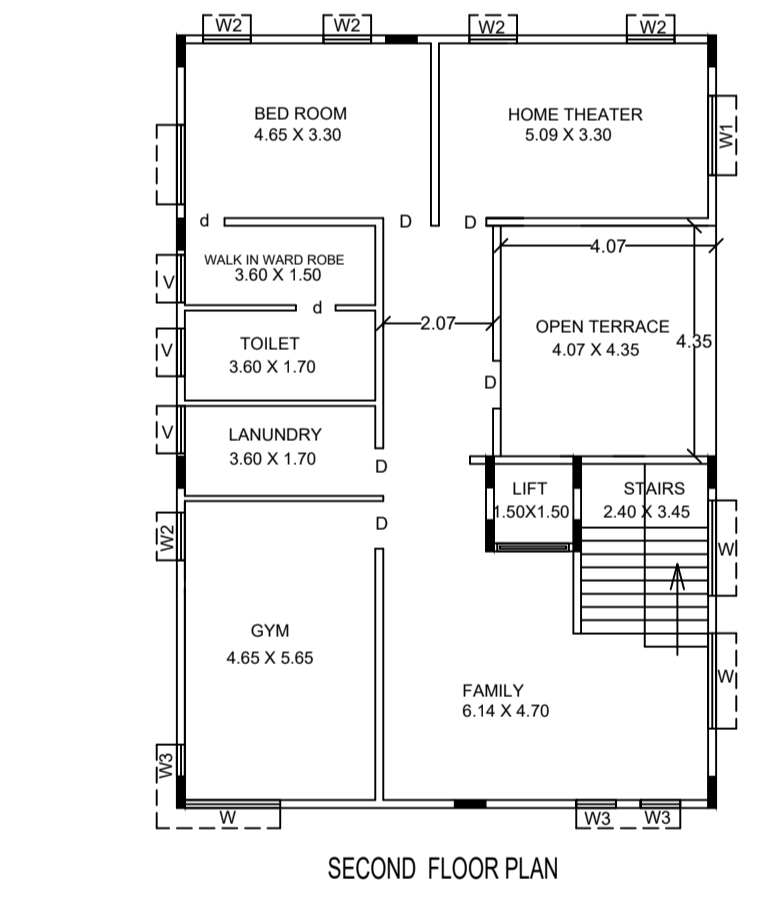 W2
W2
W2
W2
BED ROOM
4.65 X 3.30
HOME THEATER
5.09 X 3.30
W1
d
D
D
4.07
WALK IN WARD ROBE
3.60 X 1.50
V
d
2.07
OPEN TERRACE
4.07 X 4.35
4.35
TOILET
3.60 X 1.70
V
D
LANUNDRY
3.60 X 1.70
V
D
LIFT
1.50X1.50
STAIRS
2.40 X 3.45
D
W2
W
GYM
4.65 X 5.65
W
FAMILY
6.14 X 4.70
W3
W
W3
W3
SECOND FLOOR PLAN